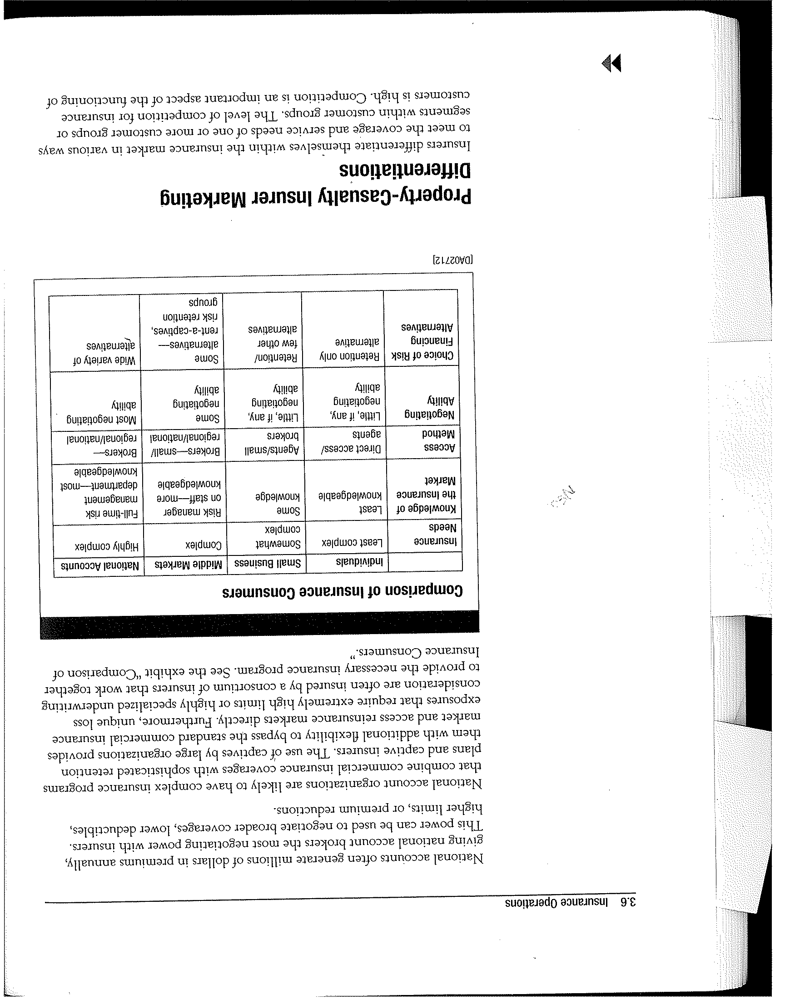 3.6 Insurance Operations
National accounts often generate millions of dollars in premiums annually,
giving national account brokers the most negotiating power with insurers.
This power can be used to negotiate broader coverages, lower deductibles,
higher limits, or premium reductions.
National account organizations are likely to have complex insurance programs
that combine commercial insurance coverages with sophisticated retention
plans and captive insurers. The use of captives by large organizations provides
them with additional flexibility to bypass the standard commercial insurance
market and access reinsurance markets directly. Furthermore, unique loss
exposures that require extremely high limits or highly specialized underwriting
consideration are often insured by a consortium of insurers that work together
to provide the necessary insurance program. See the exhibit “Comparison of
Insurance Consumers.”
Comparison of Insurance Consumers
Individuals Small Business Middle Markets National Accounts
Insurance
Needs
Least complex
Somewhat
complex
Complex
Highly complex
Knowledge of
the Insurance
Market
Least
knowledgeable
Some
knowledge
Risk manager
on staff—more
knowledgeable
Full-time risk
management
department—most
knowledgeable
Access
Method
Direct access/
agents
Agents/small
brokers
Brokers—small/
regional/national
Brokers—
regional/national
Negotiating
Ability
Little, if any,
negotiating
ability
Little, if any,
negotiating
ability
Some
negotiating
ability
Most negotiating
ability
Choice of Risk
Financing
Alternatives
Retention only
alternative
Retention/
few other
alternatives
Some
alternatives—
rent-a-captives,
risk retention
groups
Wide variety of
alternatives
[DA02712]
Property-Casualty Insurer Marketing
Differentiations
Insurers differentiate themselves within the insurance market in various ways
to meet the coverage and service needs of one or more customer groups or
segments within customer groups. The level of competition for insurance
customers is high. Competition is an important aspect of the functioning of